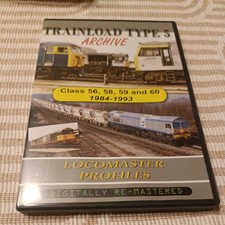 TRAINLOAD TYPE 5
ARCHIVE
Class 56, 58, 59 and 60
1984-1993
LOCOMASTER
PROFILES
DIGITALLY RE-MASTERED